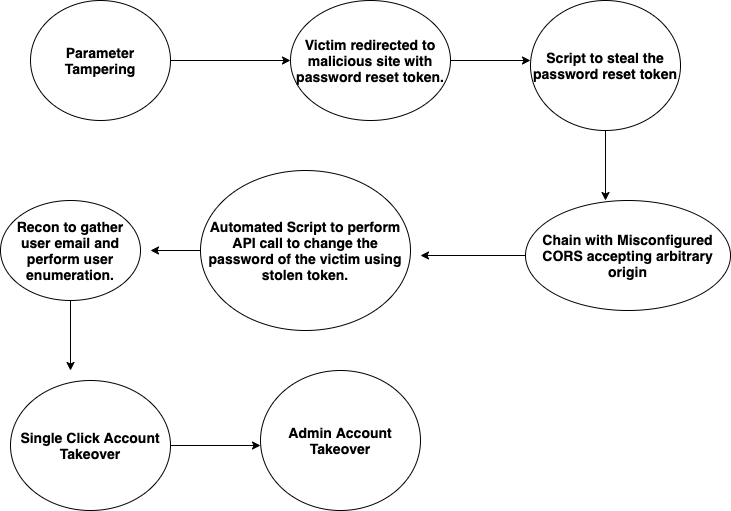 Parameter
Tampering
Victim redirected to
malicious site with
password reset token.
Script to steal the
password reset token
Chain with Misconfigured
CORS accepting arbitrary
origin
Automated Script to perform
API call to change the
password of the victim using
stolen token.
Recon to gather
user email and
perform user
enumeration.
Single Click Account
Takeover
Admin Account
Takeover